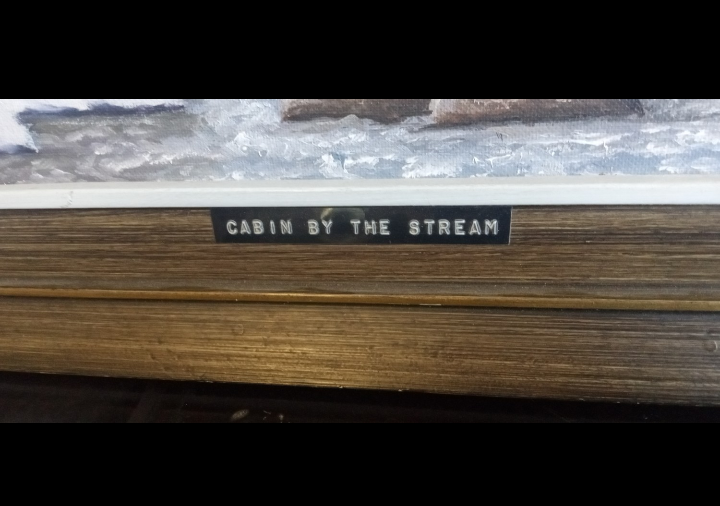 CABIN BY THE STREAM